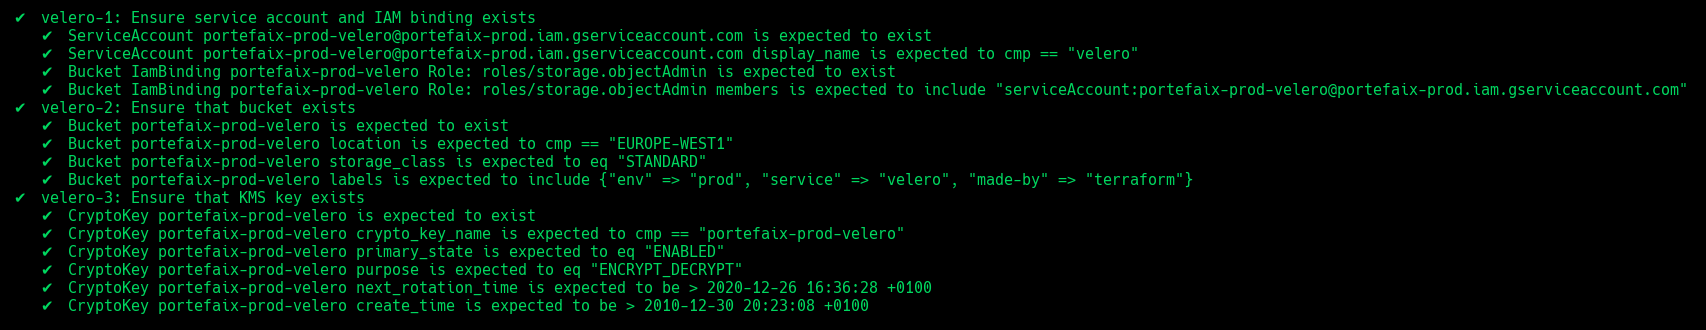 ✔ velero-1: Ensure service account and IAM binding exists
✔ ServiceAccount portefaix-prod-velero@portefaix-prod.iam.gserviceaccount.com is expected to exist
✔ ServiceAccount portefaix-prod-velero@portefaix-prod.iam.gserviceaccount.com display_name is expected to cmp == "velero"
✔ Bucket IamBinding portefaix-prod-velero Role: roles/storage.objectAdmin is expected to exist
✔ Bucket IamBinding portefaix-prod-velero Role: roles/storage.objectAdmin members is expected to include "serviceAccount:portefaix-prod-velero@portefaix-prod.iam.gserviceaccount.com"
✔ velero-2: Ensure that bucket exists
✔ Bucket portefaix-prod-velero is expected to exist
✔ Bucket portefaix-prod-velero location is expected to cmp == "EUROPE-WEST1"
✔ Bucket portefaix-prod-velero storage_class is expected to eq "STANDARD"
✔ Bucket portefaix-prod-velero labels is expected to include {"env" => "prod", "service" => "velero", "made-by" => "terraform"}
✔ velero-3: Ensure that KMS key exists
✔ CryptoKey portefaix-prod-velero is expected to exist
✔ CryptoKey portefaix-prod-velero crypto_key_name is expected to cmp == "portefaix-prod-velero"
✔ CryptoKey portefaix-prod-velero primary_state is expected to eq "ENABLED"
✔ CryptoKey portefaix-prod-velero purpose is expected to eq "ENCRYPT_DECRYPT"
✔ CryptoKey portefaix-prod-velero next_rotation_time is expected to be > 2020-12-26 16:36:28 +0100
✔ CryptoKey portefaix-prod-velero create_time is expected to be > 2010-12-30 20:23:08 +0100